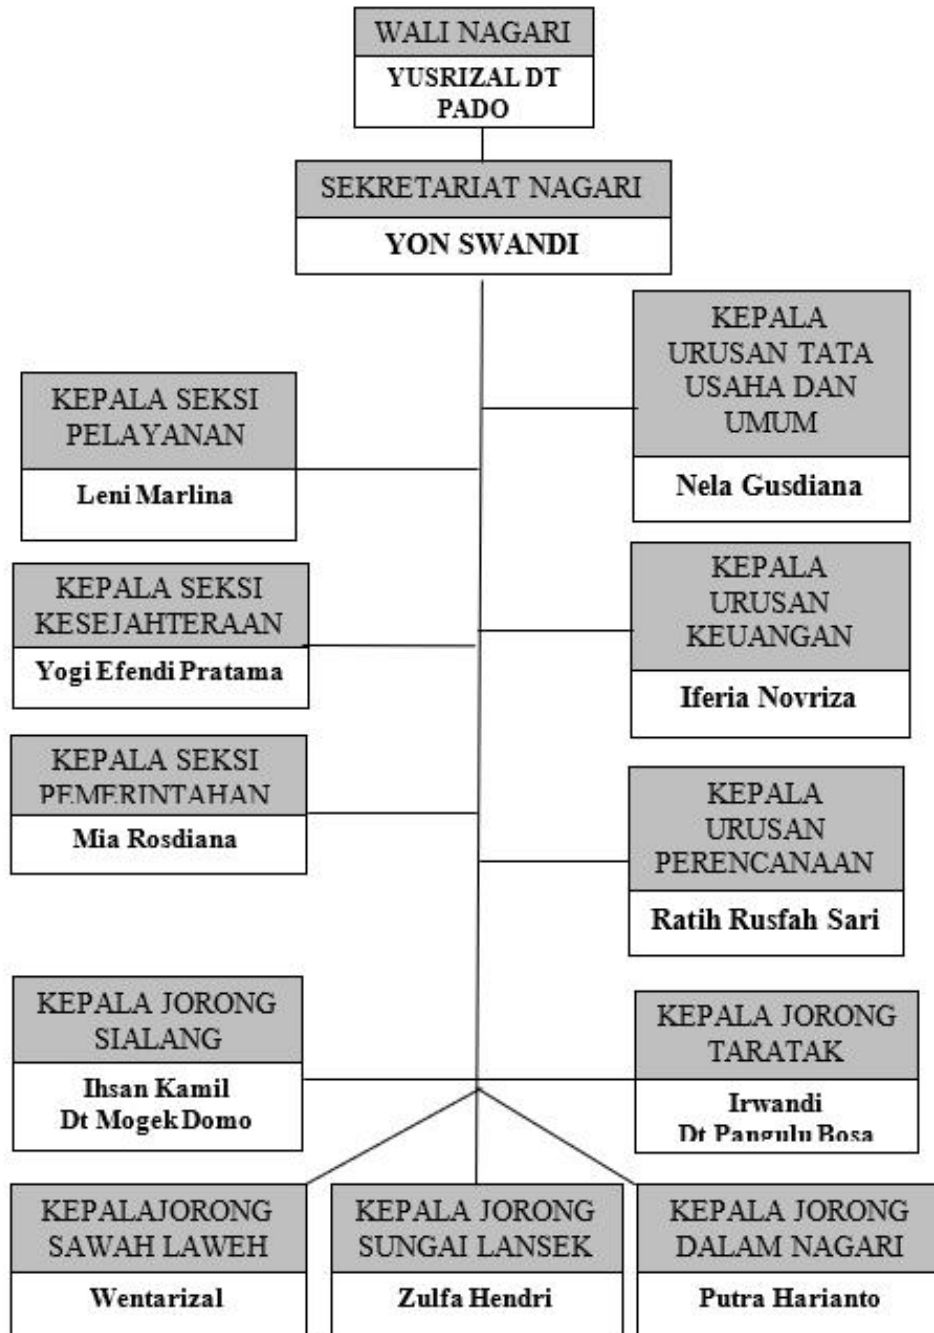 WALI NAGARI
YUSRIZAL DT
PADO
SEKRETARIAT NAGARI
YON SWANDI
KEPALA
URUSAN TATA
USAHA DAN
UMUM
Nela Gusdiana
KEPALA SEKSI
PELAYANAN
Leni Marlina
KEPALA SEKSI
KESEJAHTERAAN
Yogi Efendi Pratama
KEPALA
URUSAN
KEUANGAN
Iferia Novriza
KEPALA SEKSI
PEMERINTAHAN
Mia Rosdiana
KEPALA
URUSAN
PERENCANAAN
Ratih Rusfah Sari
KEPALA JORONG
SIALANG
Ihsan Kamil
Dt Mogek Domo
KEPALA JORONG
TARATAK
Irwandi
Dt Pangulu Bosa
KEPALAJORONG
SAWAH LAWEH
Wentarizal
KEPALA JORONG
SUNGAI LANSEK
Zulfa Hendri
KEPALA JORONG
DALAM NAGARI
Putra Harianto